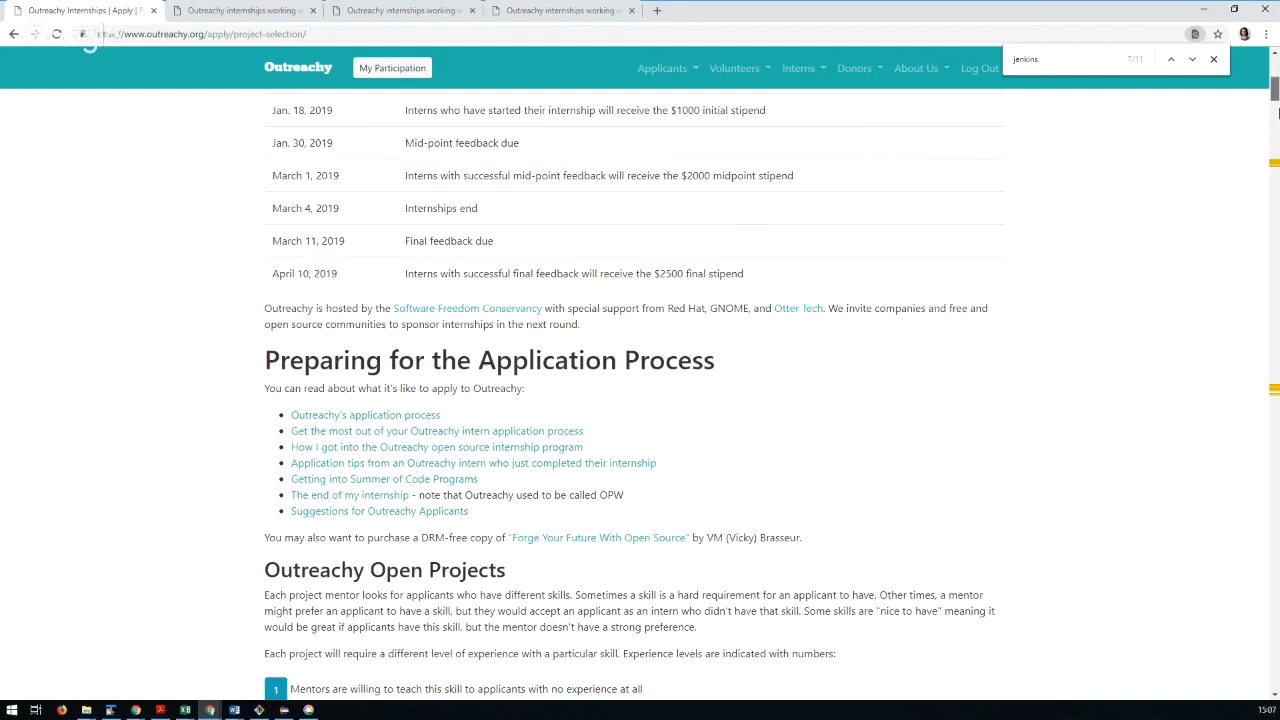 Outreachy Internships | Apply | P
Outreachy internships working w
Outreachy internships working w
Outreachy internships working w
https://www.outreachy.org/apply/project-selection/
jenkins 7/11
Outreachy My Participation Applicants Volunteers Interns Donors About Us Log Out
Jan. 18, 2019 Interns who have started their internship will receive the $1000 initial stipend
Jan. 30, 2019 Mid-point feedback due
March 1, 2019 Interns with successful mid-point feedback will receive the $2000 midpoint stipend
March 4, 2019 Internships end
March 11, 2019 Final feedback due
April 10, 2019 Interns with successful final feedback will receive the $2500 final stipend
Outreachy is hosted by the Software Freedom Conservancy with special support from Red Hat, GNOME, and Otter Tech. We invite companies and free and
open source communities to sponsor internships in the next round.
Preparing for the Application Process
You can read about what it's like to apply to Outreachy:
Outreachy's application process
Get the most out of your Outreachy intern application process
How I got into the Outreachy open source internship program
Application tips from an Outreachy intern who just completed their internship
Getting into Summer of Code Programs
The end of my internship - note that Outreachy used to be called OPW
Suggestions for Outreachy Applicants
You may also want to purchase a DRM-free copy of "Forge Your Future With Open Source" by VM (Vicky) Brasseur.
Outreachy Open Projects
Each project mentor looks for applicants who have different skills. Sometimes a skill is a hard requirement for an applicant to have. Other times, a mentor
might prefer an applicant to have a skill, but they would accept an applicant as an intern who didn't have that skill. Some skills are "nice to have" meaning it
would be great if applicants have this skill, but the mentor doesn't have a strong preference.
Each project will require a different level of experience with a particular skill. Experience levels are indicated with numbers:
1 Mentors are willing to teach this skill to applicants with no experience at all
15:07